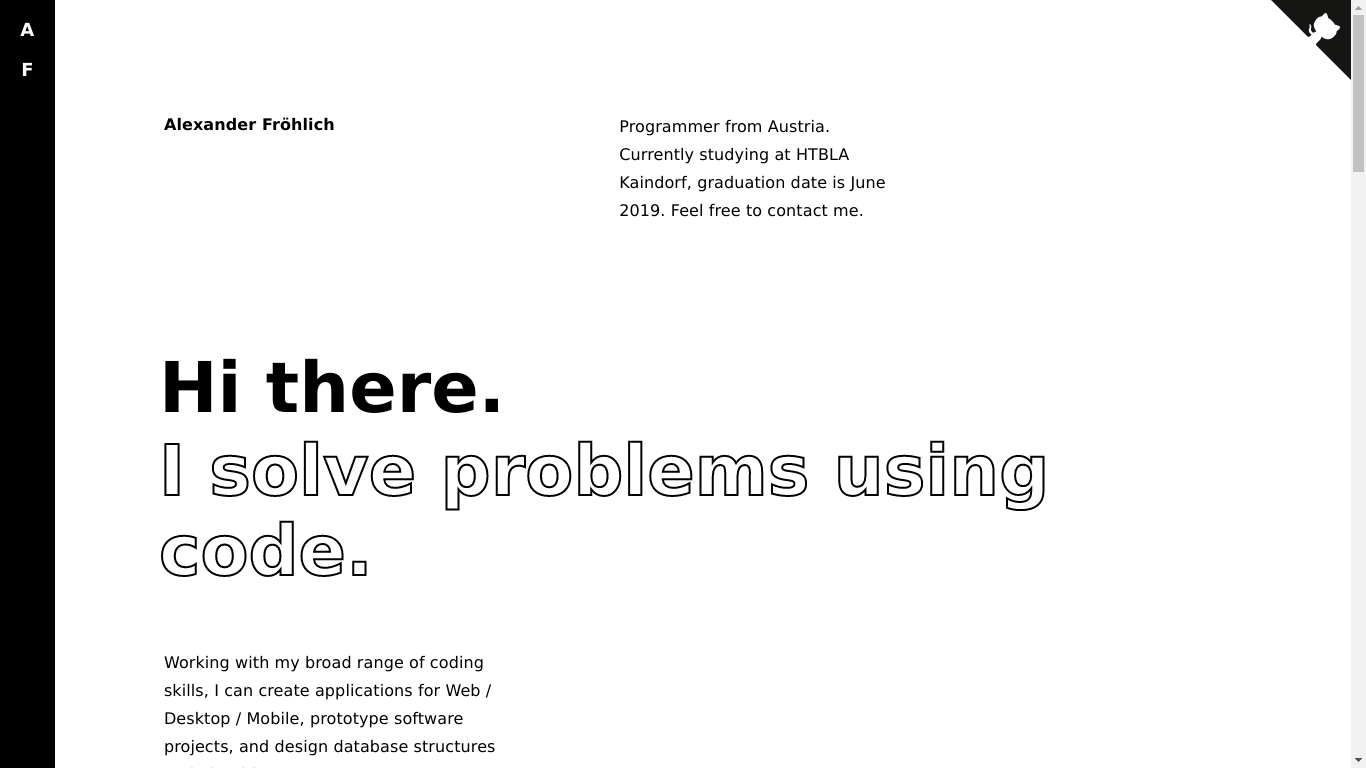 A
F
Alexander Fröhlich
Programmer from Austria.
Currently studying at HTBLA
Kaindorf, graduation date is June
2019. Feel free to contact me.
Hi there.
I solve problems using
code.
Working with my broad range of coding
skills, I can create applications for Web /
Desktop / Mobile, prototype software
projects, and design database structures